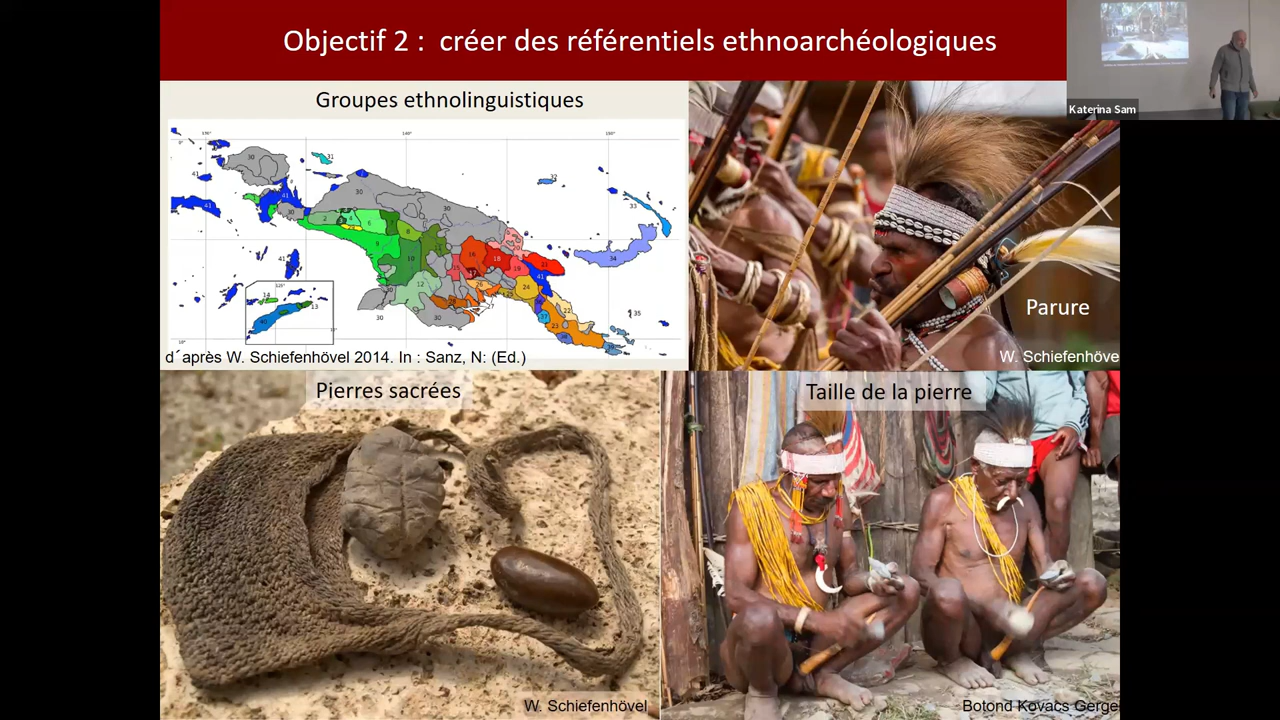 Objectif 2 : créer des référentiels ethnoarchéologiques
Katerina Sam
Groupes ethnolinguistiques
d´après W. Schiefenhövel 2014. In : Sanz, N: (Ed.)
Parure
W. Schiefenhöve
Pierres sacrées
W. Schiefenhövel
Taille de la pierre
Botond Kovacs Gerge